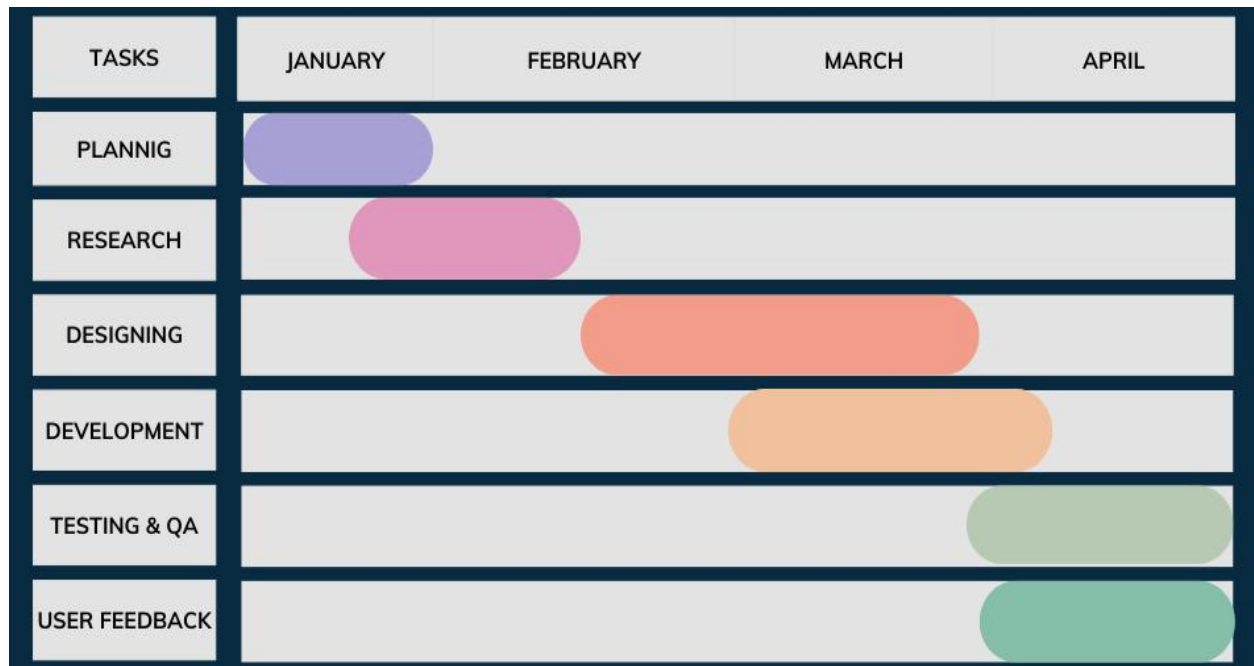 TASKS
JANUARY
FEBRUARY
MARCH
APRIL
PLANNIG
RESEARCH
DESIGNING
DEVELOPMENT
TESTING & QA
USER FEEDBACK